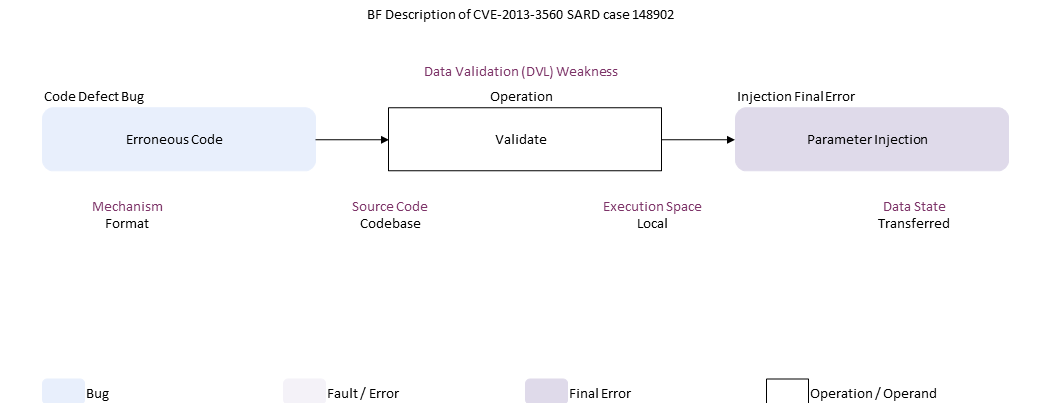 BF Description of CVE-2013-3560 SARD case 148902
Data Validation (DVL) Weakness
Code Defect Bug
Operation
Injection Final Error
Erroneous Code
Validate
Parameter Injection
Mechanism
Format
Source Code
Codebase
Execution Space
Local
Data State
Transferred
Bug
Fault / Error
Final Error
Operation / Operand